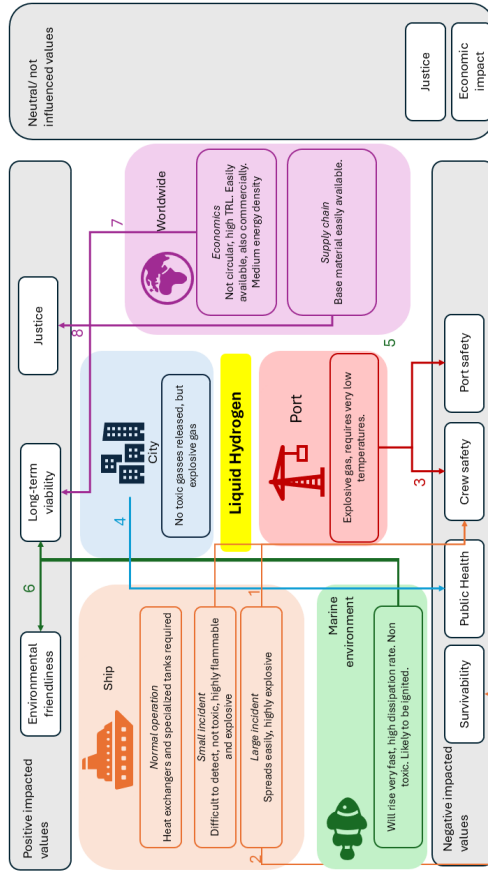 Positive impacted
values
Environmental
friendliness
6
Long-term
viability
Justice
8
7
Neutral/ not
influenced values
Justice
Economic
impact
Ship
Normal operation
Heat exchangers and specialized tanks required
Small incident
Difficult to detect, not toxic, highly flammable
and explosive
Large incident
Spreads easily, highly explosive
1
2
4
City
No toxic gasses released, but
explosive gas
Liquid Hydrogen
Worldwide
Economics
Not circular, high TRL. Easily
available, also commercially.
Medium energy density
Supply chain
Base material easily available.
5
Port
Explosive gas, requires very low
temperatures.
3
Marine
environment
Will rise very fast, high dissipation rate. Non
toxic. Likely to be ignited.
Negative impacted
values
Survivability
Public Health
Crew safety
Port safety